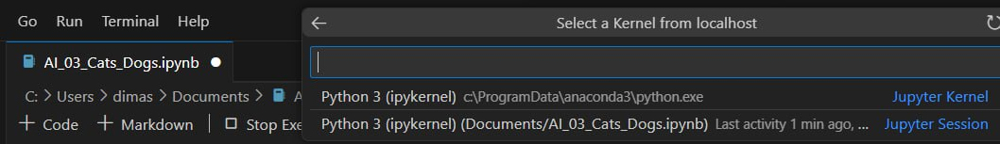 Go Run Terminal Help
Select a Kernel from localhost
AI_03_Cats_Dogs.ipynb
C: > Users > dimas > Documents > A
+ Code + Markdown Stop Exe
Python 3 (ipykernel) c:\ProgramData\anaconda3\python.exe Jupyter Kernel
Python 3 (ipykernel) (Documents/AI_03_Cats_Dogs.ipynb) Last activity 1 min ago, ... Jupyter Session